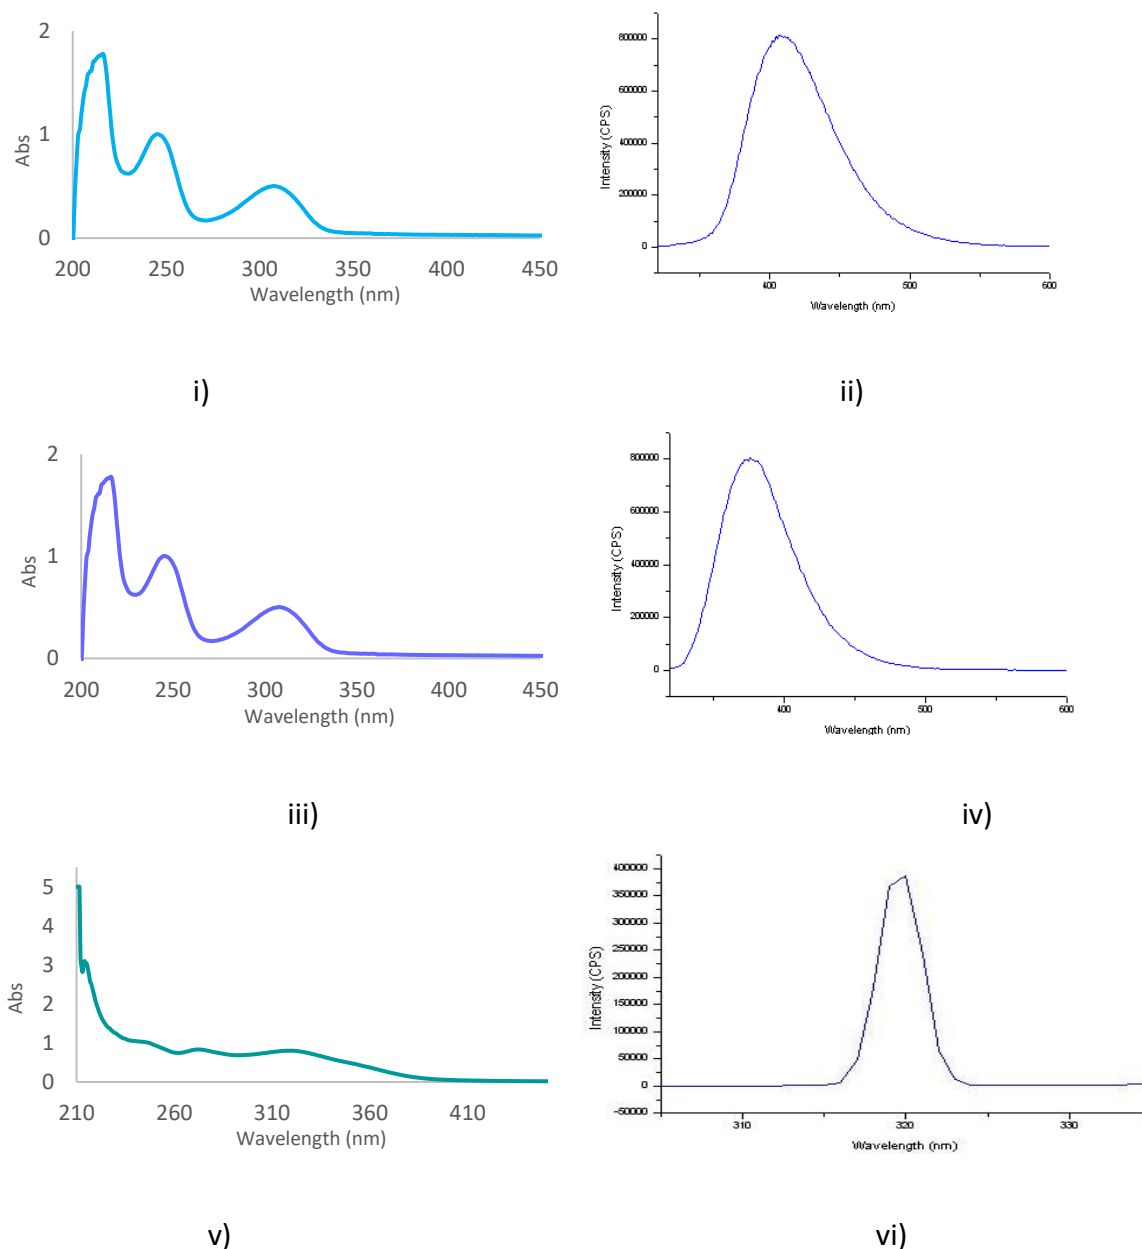 2
1
0
Abs
200 250 300 350 400 450
Wavelength (nm)
i)
800000
600000
400000
200000
0
Intensity (CPS)
400 500 600
Wavelength (nm)
ii)
2
1
0
Abs
200 250 300 350 400 450
Wavelength (nm)
iii)
800000
600000
400000
200000
0
Intensity (CPS)
400 500 600
Wavelength (nm)
iv)
5
4
3
2
1
0
Abs
210 260 310 360 410
Wavelength (nm)
v)
400000
350000
300000
250000
200000
150000
100000
50000
0
-50000
Intensity (CPS)
310 320 330
Wavelength (nm)
vi)